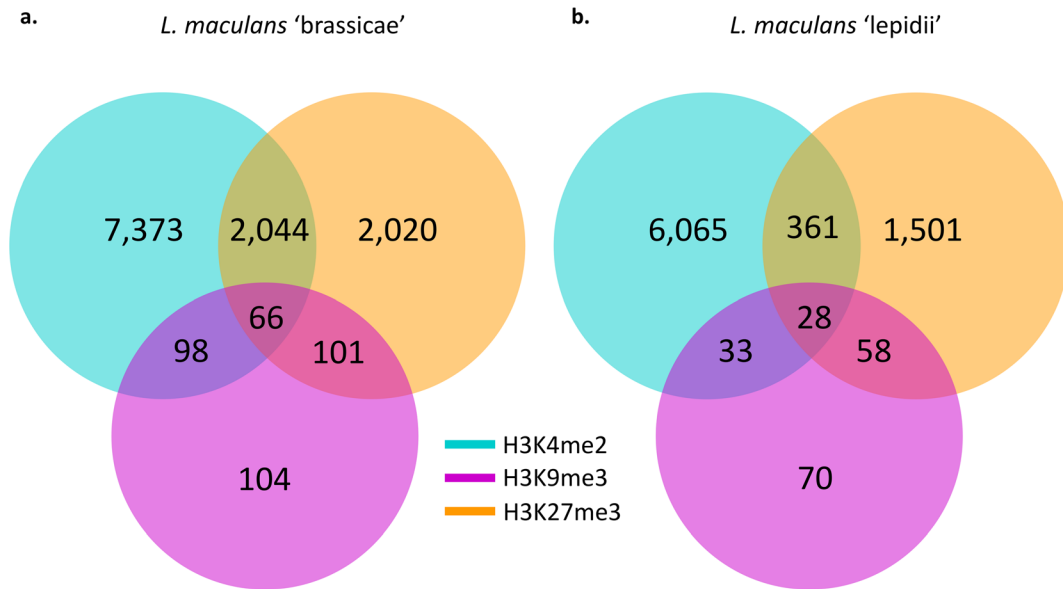 a.
L. maculans ‘brassicae’
7,373
2,044
2,020
66
98
101
104
b.
L. maculans ‘lepidii’
6,065
361
1,501
28
33
58
70
H3K4me2
H3K9me3
H3K27me3